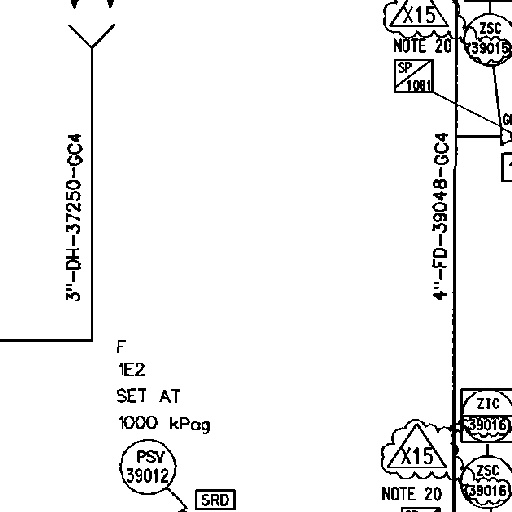 X15
ZSC
39015
NOTE 20
SP
1081
3"-DH-37250-GC4
4"-FD-39048-GC4
F
1E2
SET AT
1000 kPag
PSV
39012
SRD
X15
NOTE 20
39016
ZSC
39016